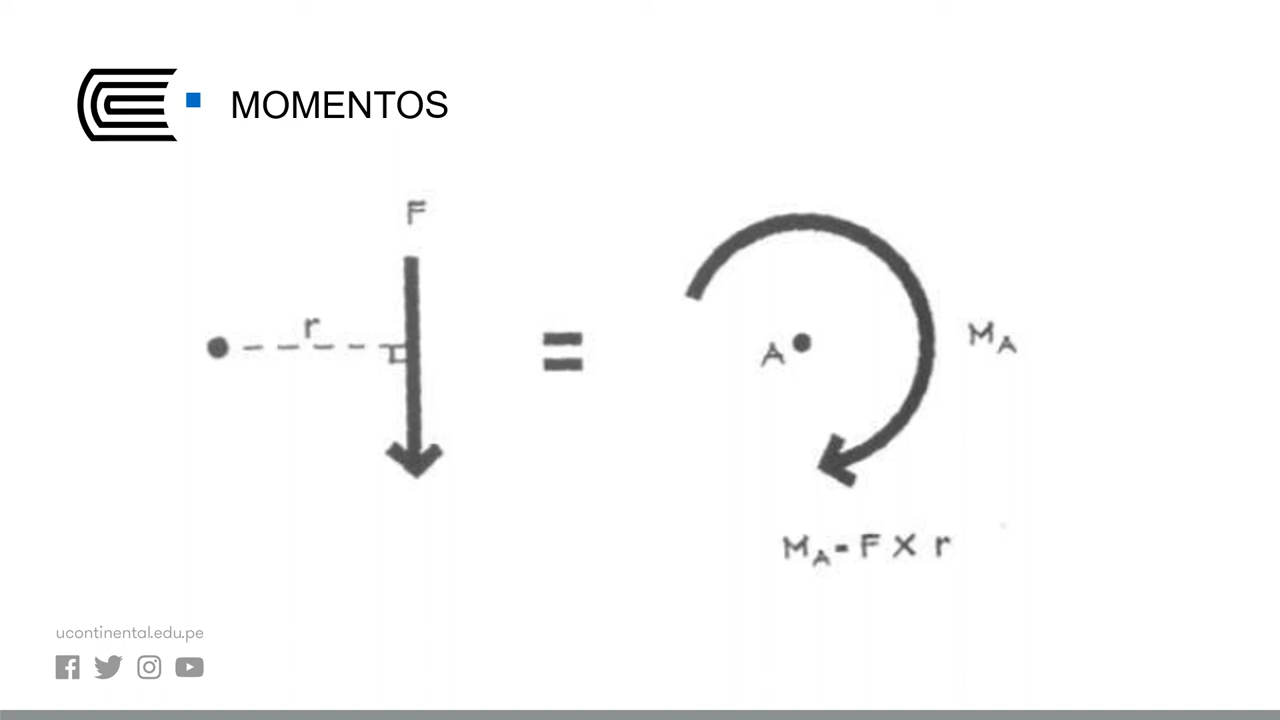 MOMENTOS
F
r
=
A
M_A
M_A = F X r
ucontinental.edu.pe